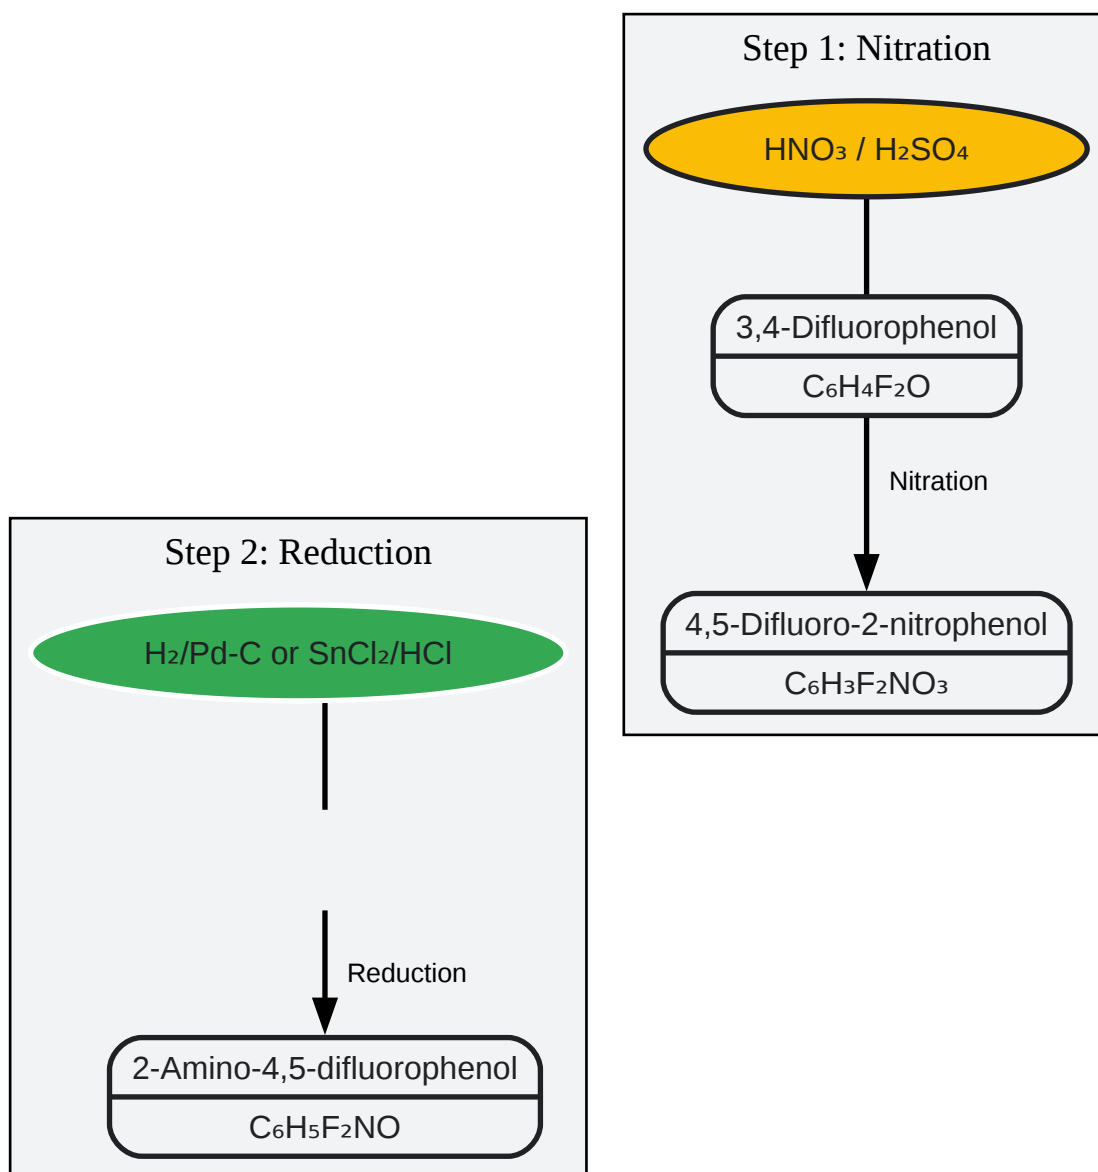 Step 1: Nitration
HNO₃ / H₂SO₄
3,4-Difluorophenol
C₆H₄F₂O
Nitration
4,5-Difluoro-2-nitrophenol
C₆H₃F₂NO₃
Step 2: Reduction
H₂/Pd-C or SnCl₂/HCl
Reduction
2-Amino-4,5-difluorophenol
C₆H₅F₂NO